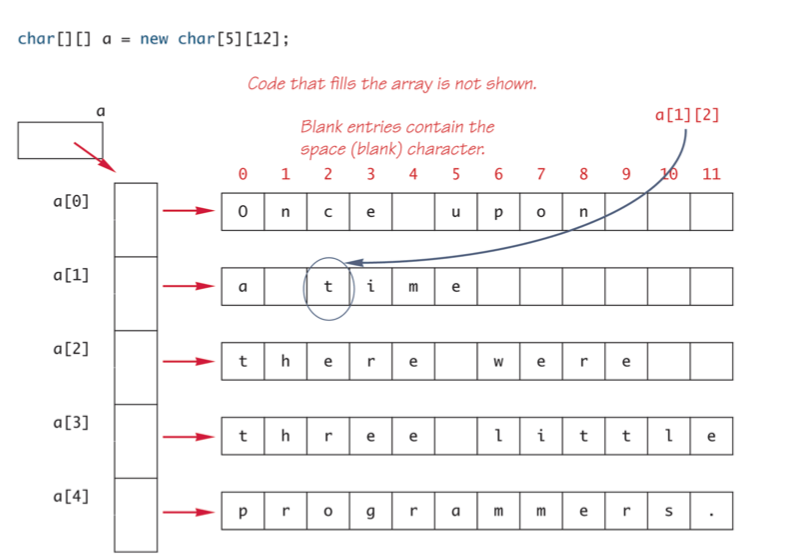 char[][] a = new char[5][12];
Code that fills the array is not shown.
a
a[1][2]
Blank entries contain the
space (blank) character.
0 1 2 3 4 5 6 7 8 9 10 11
a[0] O n c e   u p o n
a[1] a   t i m e
a[2] t h e r e   w e r e
a[3] t h r e e   l i t t l e
a[4] p r o g r a m m e r s .